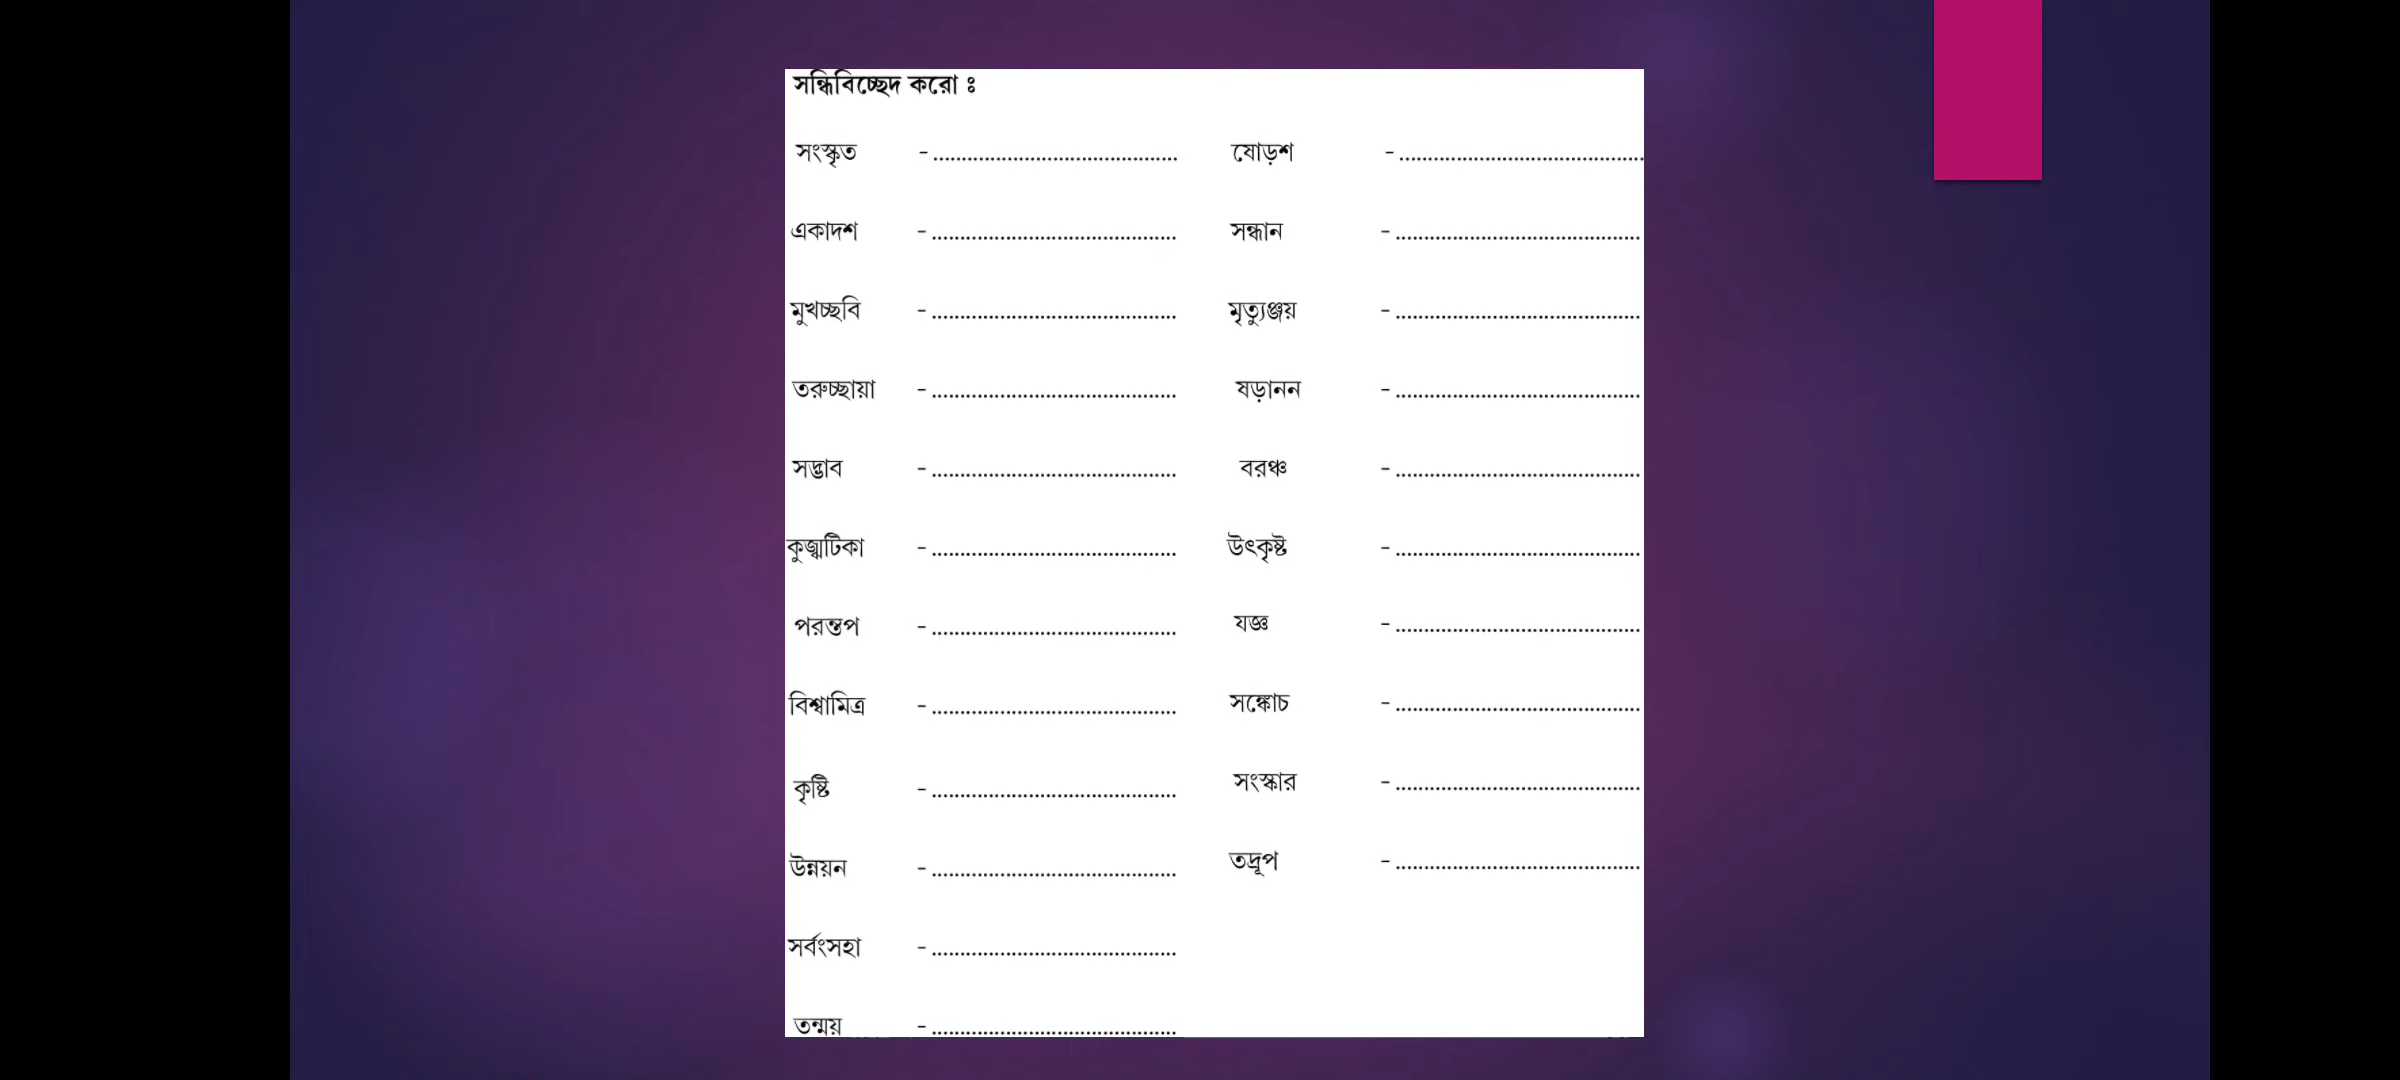 সন্ধিবিচ্ছেদ করো ঃ
সংস্কৃত - ........................................... ষোড়শ - ...........................................
একাদশ - ........................................... সন্ধান - ...........................................
মুখচ্ছবি - ........................................... মৃত্যুঞ্জয় - ...........................................
তরুচ্ছায়া - ........................................... ষড়ানন - ...........................................
সদ্ভাব - ........................................... বরঞ্চ - ...........................................
কুজ্ঝটিকা - ........................................... উৎকৃষ্ট - ...........................................
পরন্তপ - ........................................... যজ্ঞ - ...........................................
বিশ্বামিত্র - ........................................... সঙ্কোচ - ...........................................
কৃষ্টি - ........................................... সংস্কার - ...........................................
উন্নয়ন - ........................................... তদ্রূপ - ...........................................
সর্বংসহা - ...........................................
তন্ময় - ...........................................